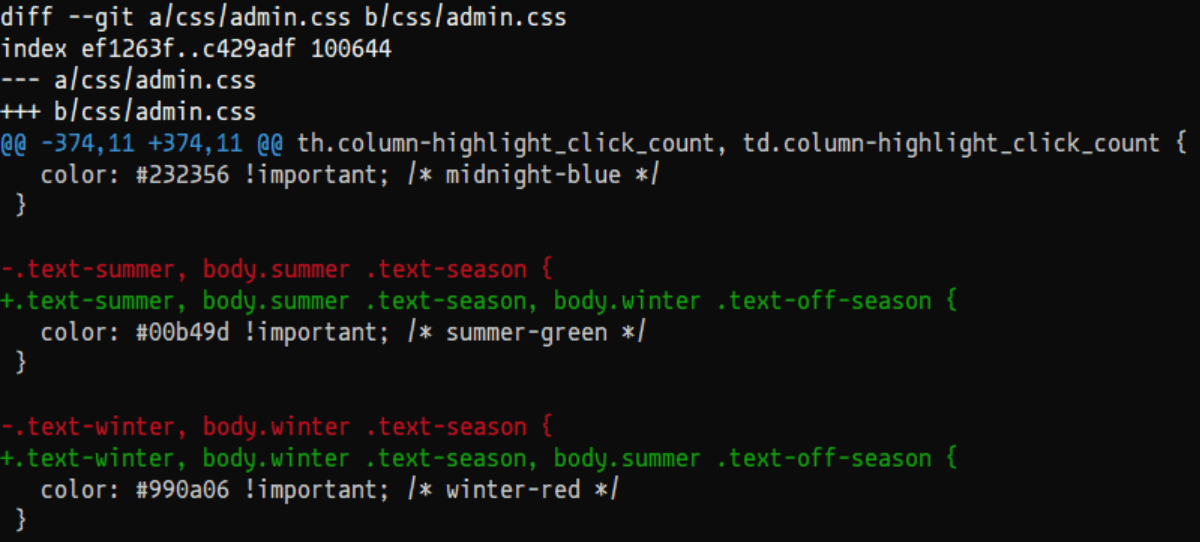 diff --git a/css/admin.css b/css/admin.css
index ef1263f..c429adf 100644
--- a/css/admin.css
+++ b/css/admin.css
@@ -374,11 +374,11 @@ th.column-highlight_click_count, td.column-highlight_click_count {
   color: #232356 !important; /* midnight-blue */
 }

-.text-summer, body.summer .text-season {
+.text-summer, body.summer .text-season, body.winter .text-off-season {
   color: #00b49d !important; /* summer-green */
 }

-.text-winter, body.winter .text-season {
+.text-winter, body.winter .text-season, body.summer .text-off-season {
   color: #990a06 !important; /* winter-red */
 }